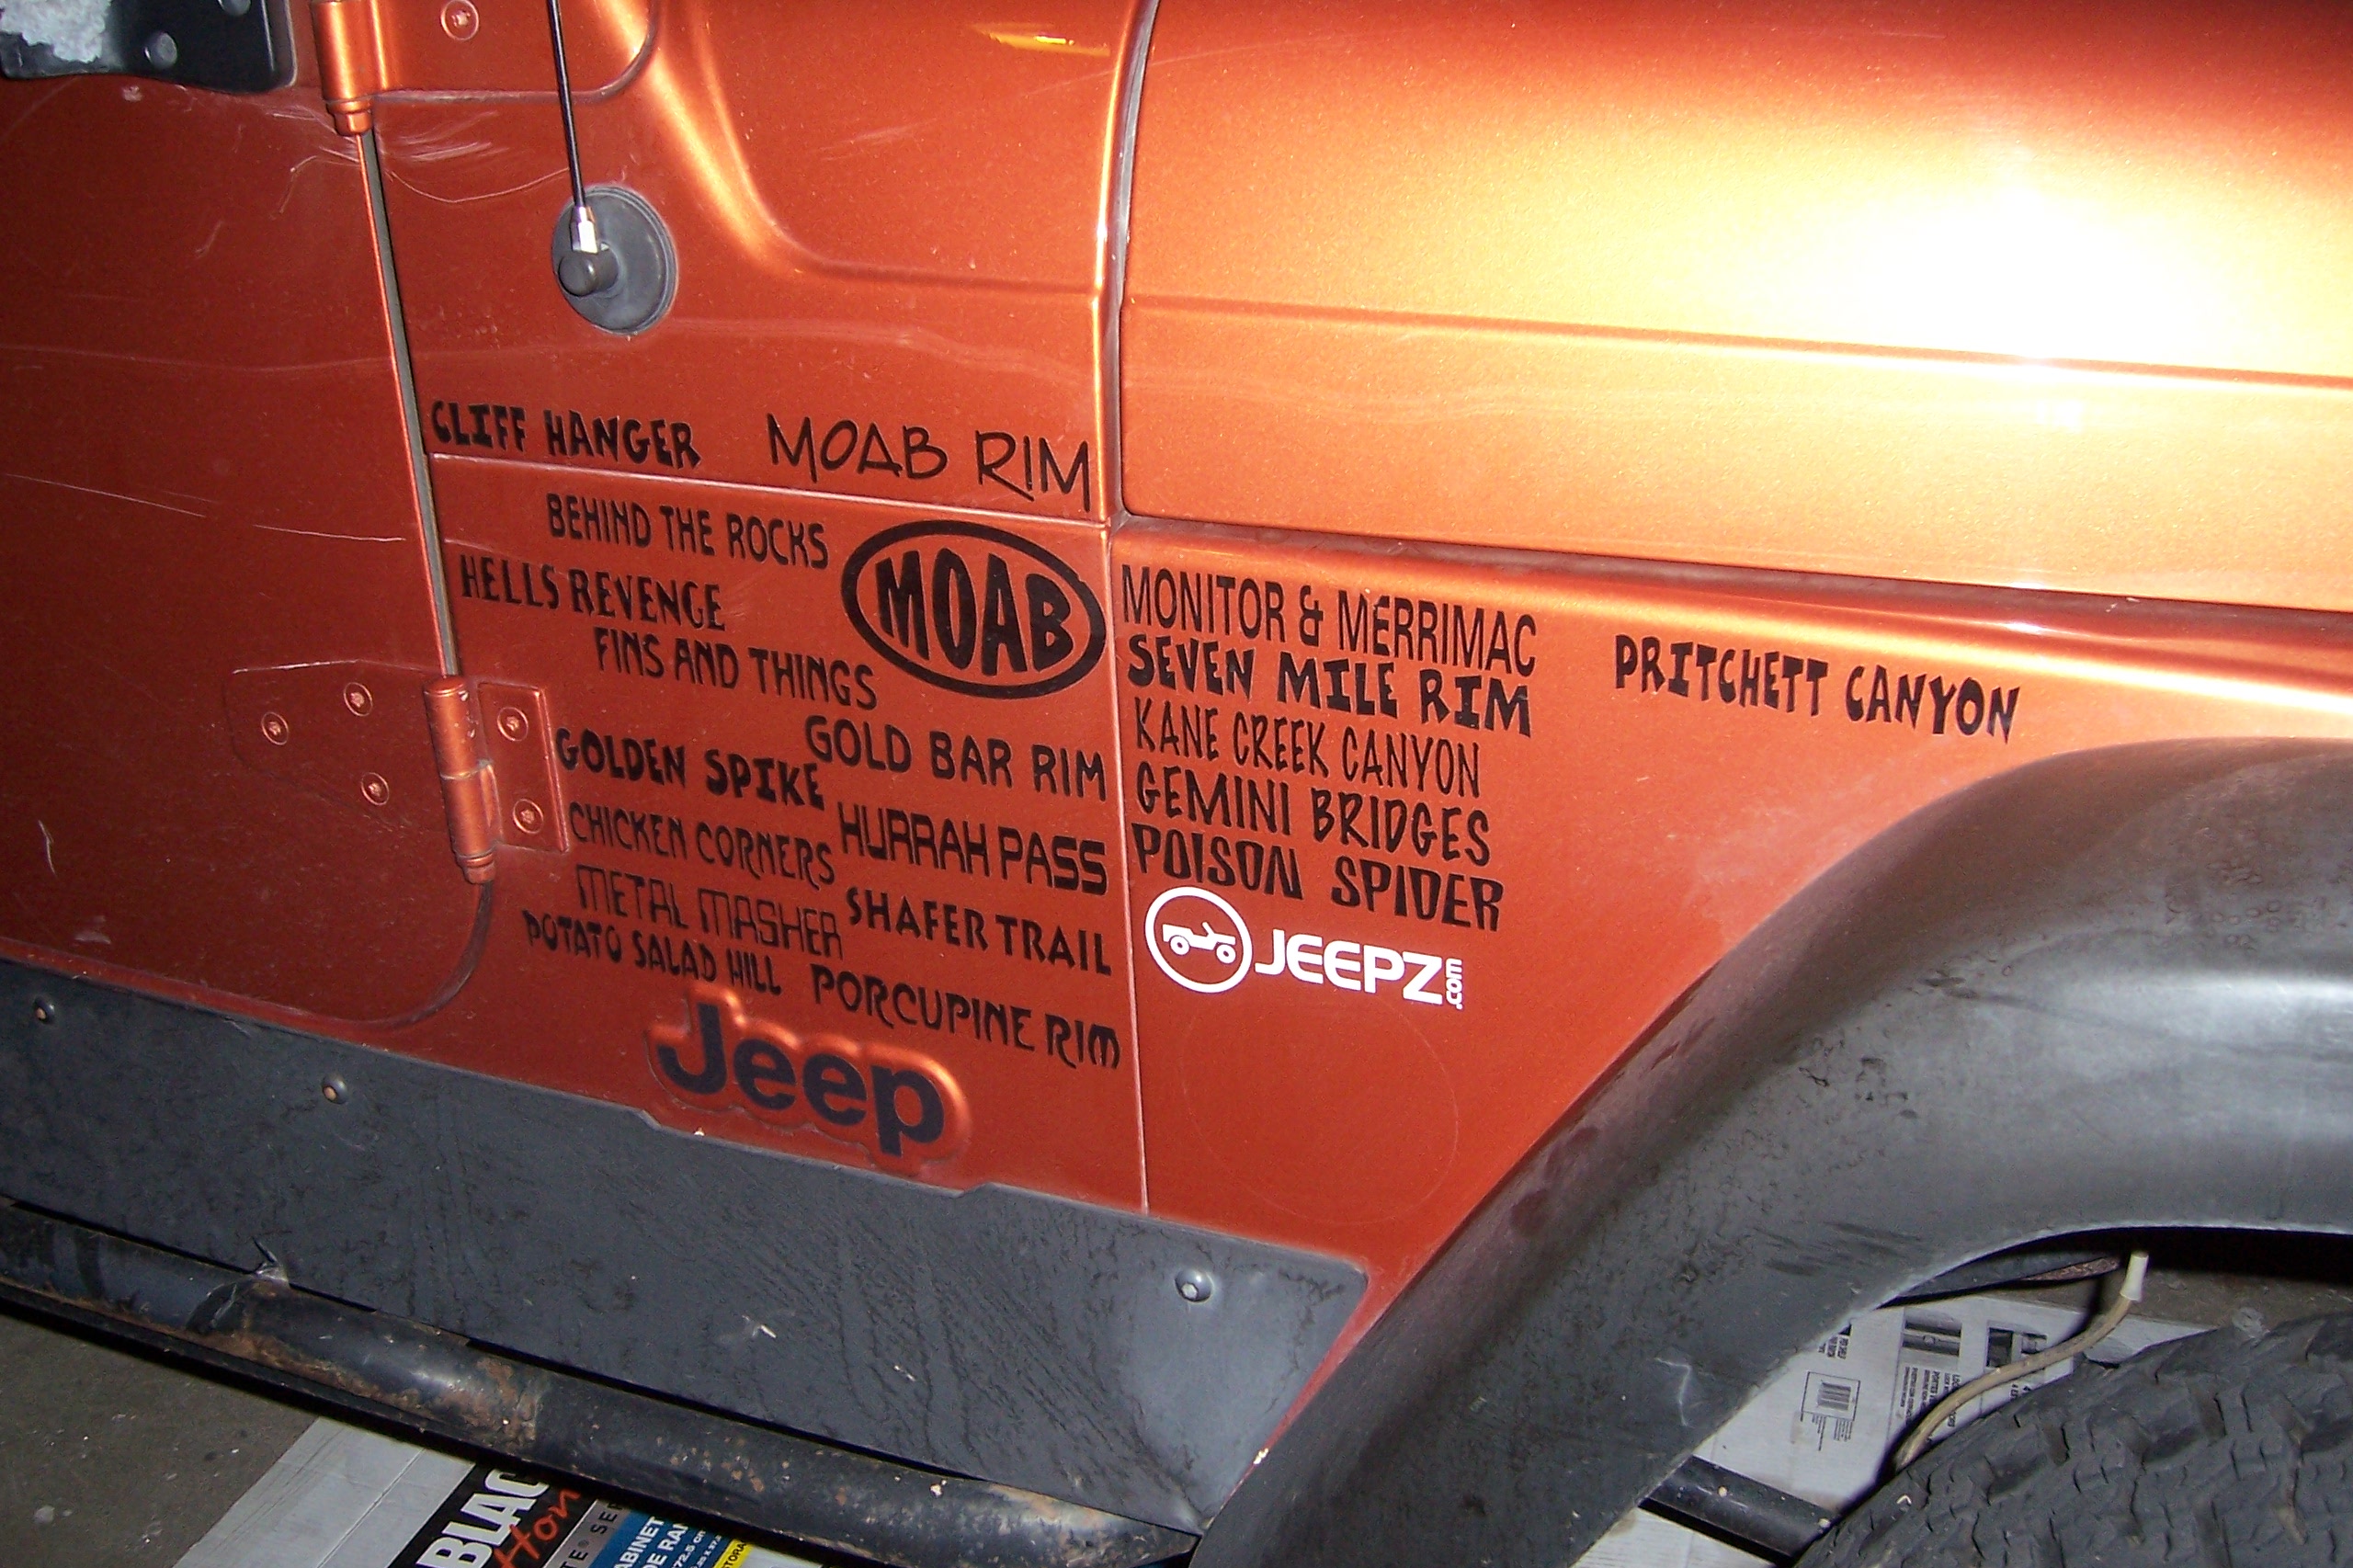 CLIFF HANGER
MOAB RIM
BEHIND THE ROCKS
HELLS REVENGE
FINS AND THINGS
MOAB
GOLD BAR RIM
GOLDEN SPIKE
HURRAH PASS
CHICKEN CORNERS
METAL MASHER
SHAFER TRAIL
POTATO SALAD HILL
PORCUPINE RIM
Jeep
MONITOR & MERRIMAC
SEVEN MILE RIM
KANE CREEK CANYON
GEMINI BRIDGES
POISON SPIDER
JEEPZ.com
PRITCHETT CANYON
BLAC
Hom